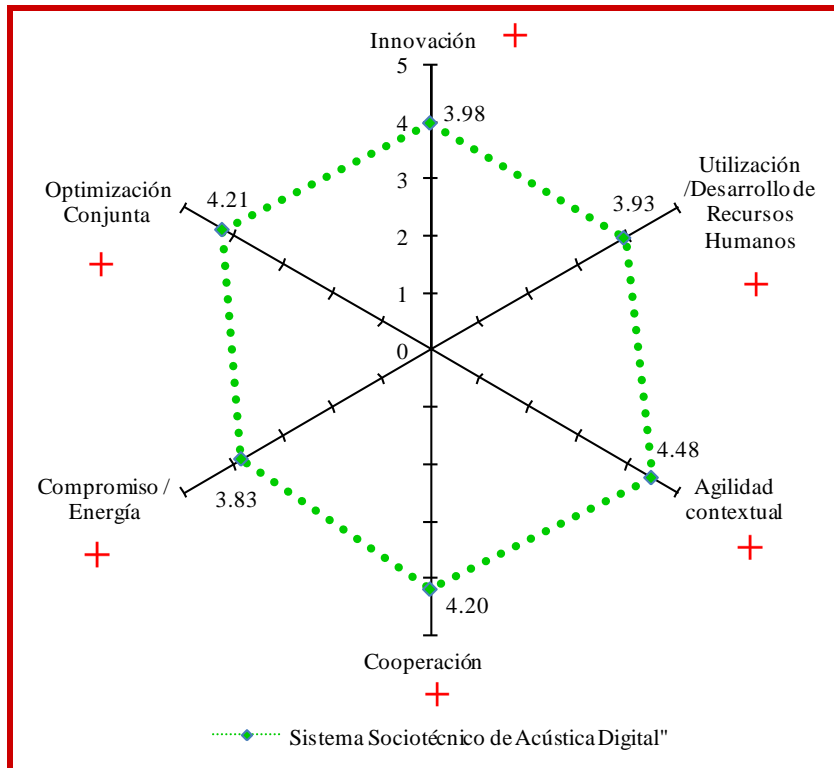 Innovación
5
4
3.98
3
2
1
0
Utilización
/Desarrollo de
Recursos
Humanos
3.93
Optimización
Conjunta
4.21
Compromiso /
Energía
3.83
4.48
Agilidad
contextual
4.20
Cooperación
Sistema Sociotécnico de Acústica Digital"